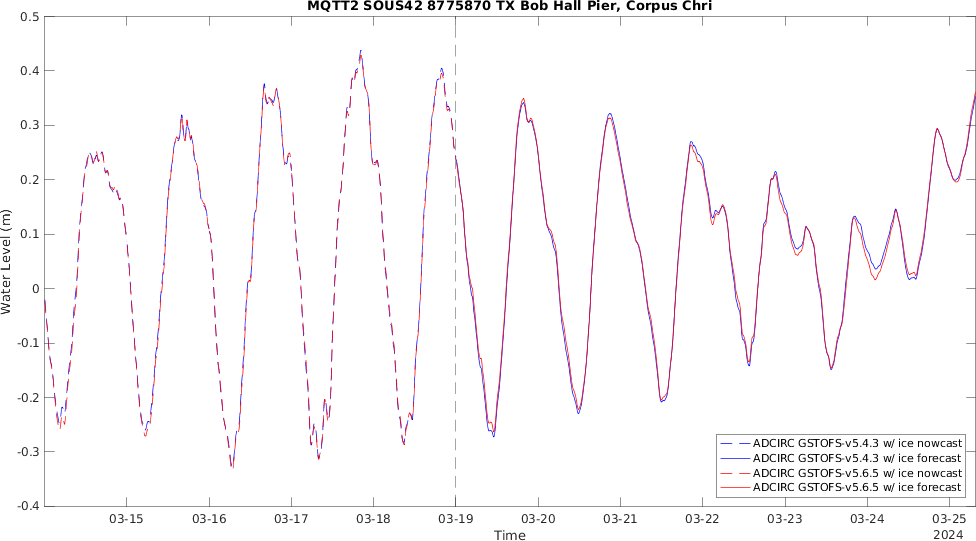 MQTT2 SOUS42 8775870 TX Bob Hall Pier, Corpus Chri
0.5
0.4
0.3
0.2
0.1
0
-0.1
-0.2
-0.3
-0.4
Water Level (m)
ADCIRC GSTOFS-v5.4.3 w/ ice nowcast
ADCIRC GSTOFS-v5.4.3 w/ ice forecast
ADCIRC GSTOFS-v5.6.5 w/ ice nowcast
ADCIRC GSTOFS-v5.6.5 w/ ice forecast
03-15 03-16 03-17 03-18 03-19 03-20 03-21 03-22 03-23 03-24 03-25
Time
2024